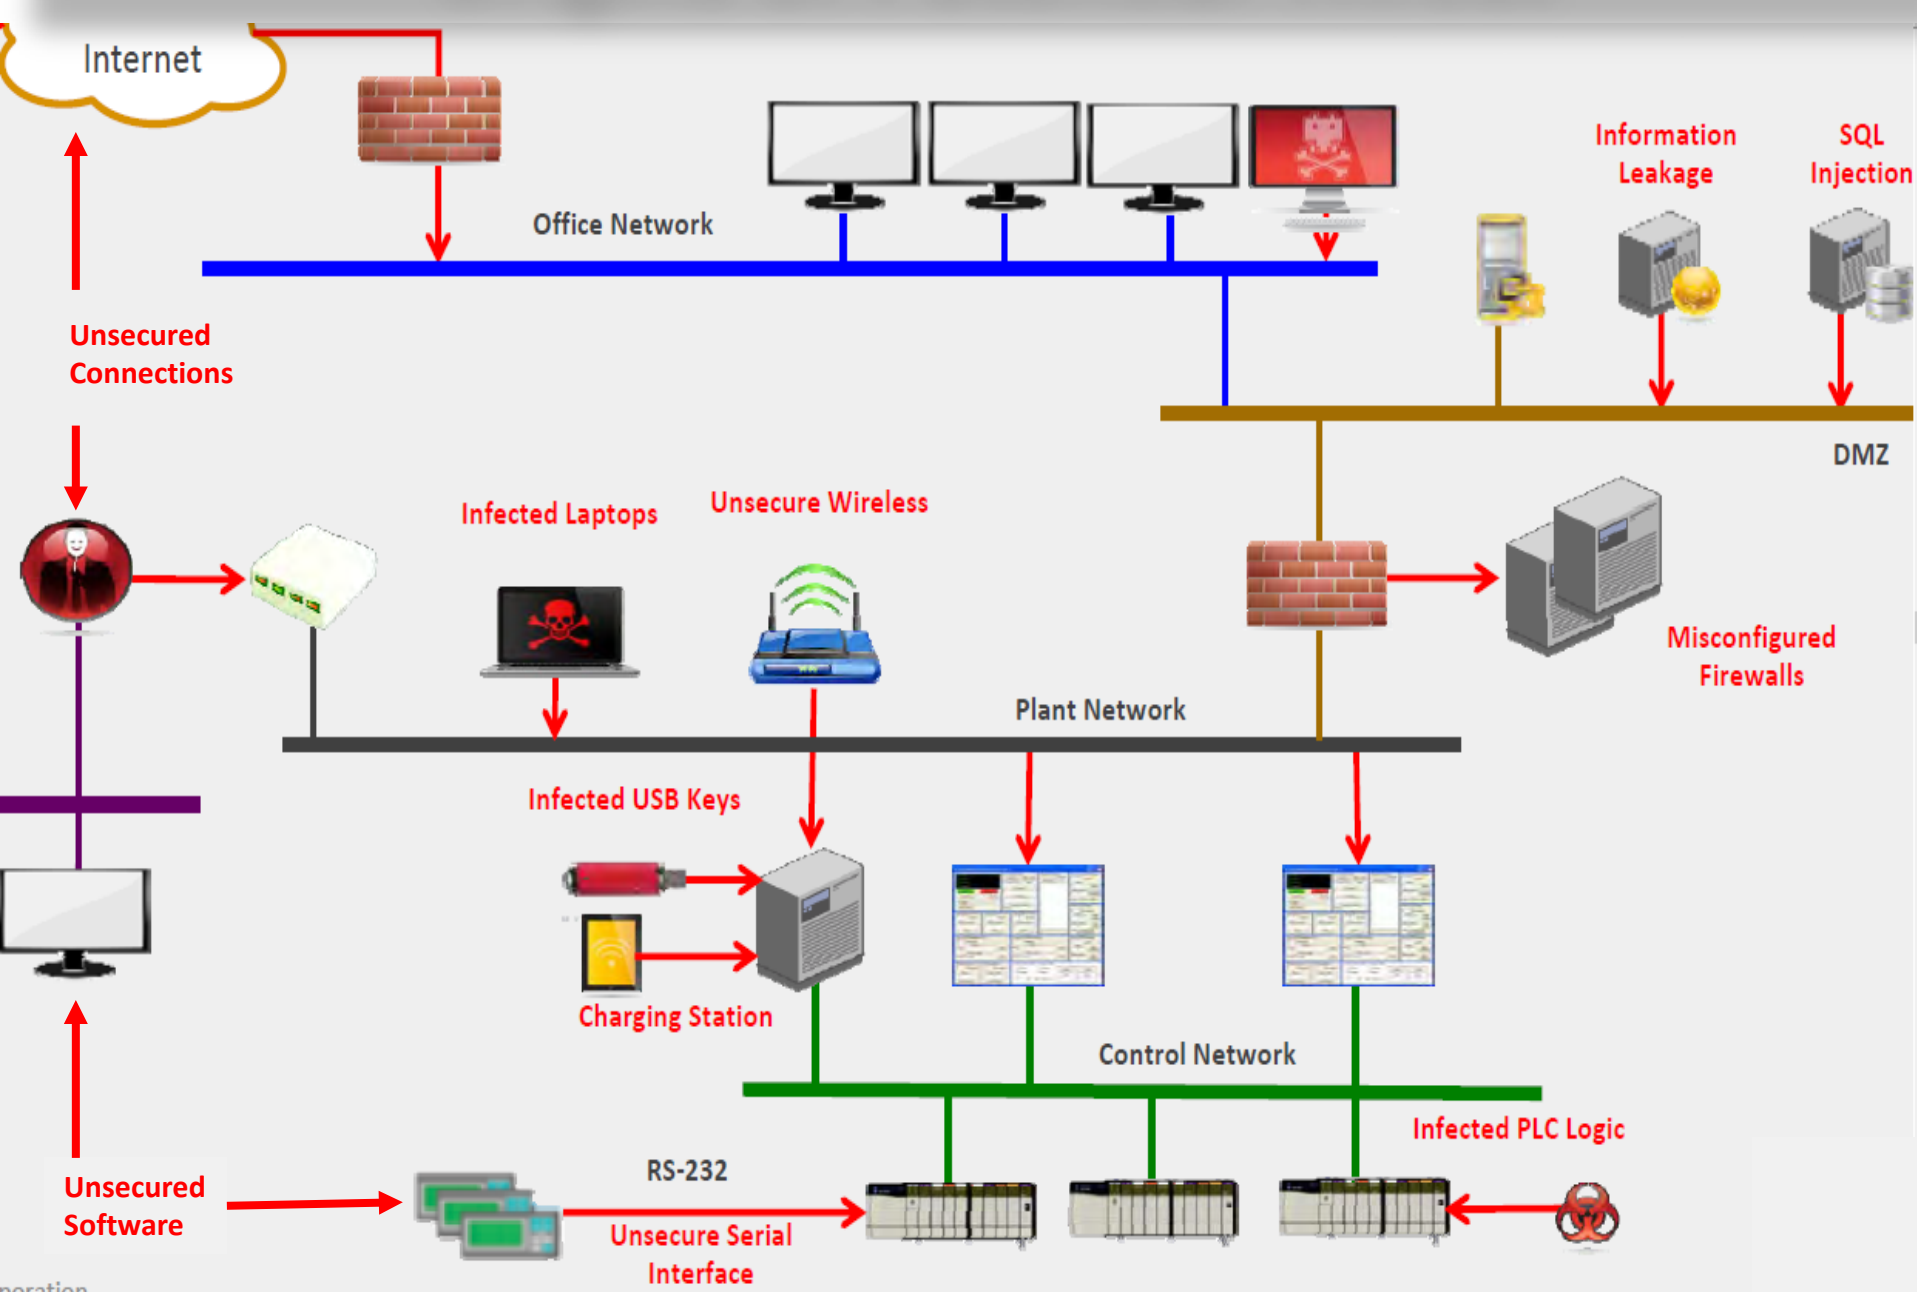 Internet
Information
Leakage
SQL
Injection
Office Network
Unsecured
Connections
DMZ
Infected Laptops
Unsecure Wireless
Misconfigured
Firewalls
Plant Network
Infected USB Keys
Charging Station
Control Network
Infected PLC Logic
RS-232
Unsecured
Software
Unsecure Serial
Interface